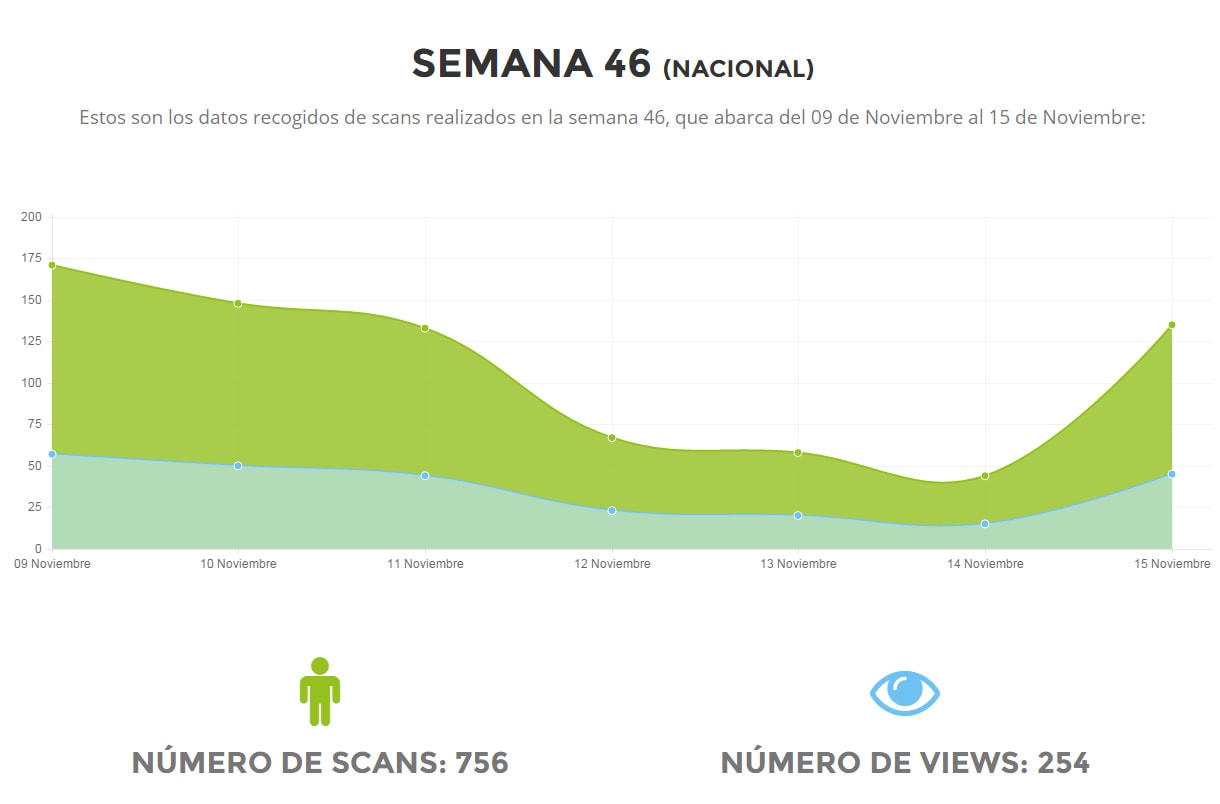 SEMANA 46 (NACIONAL)
Estos son los datos recogidos de scans realizados en la semana 46, que abarca del 09 de Noviembre al 15 de Noviembre:
200
175
150
125
100
75
50
25
0
09 Noviembre 10 Noviembre 11 Noviembre 12 Noviembre 13 Noviembre 14 Noviembre 15 Noviembre
NÚMERO DE SCANS: 756 NÚMERO DE VIEWS: 254